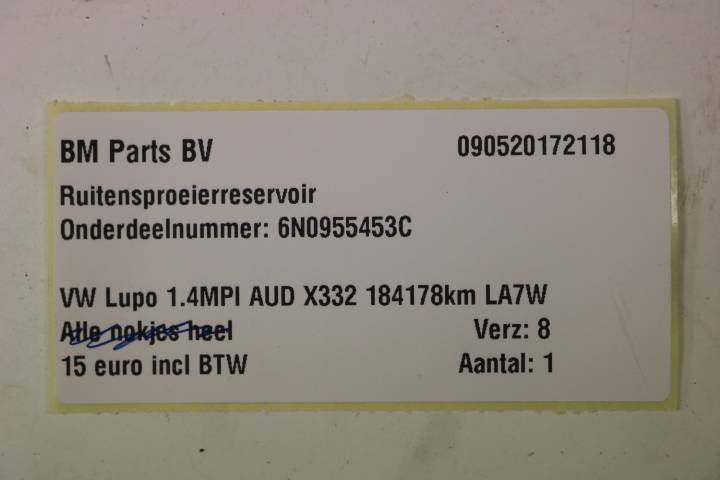 BM Parts BV 090520172118
Ruitensproeierreservoir
Onderdeelnummer: 6N0955453C
VW Lupo 1.4MPI AUD X332 184178km LA7W
Alle nokjes heel Verz: 8
15 euro incl BTW Aantal: 1